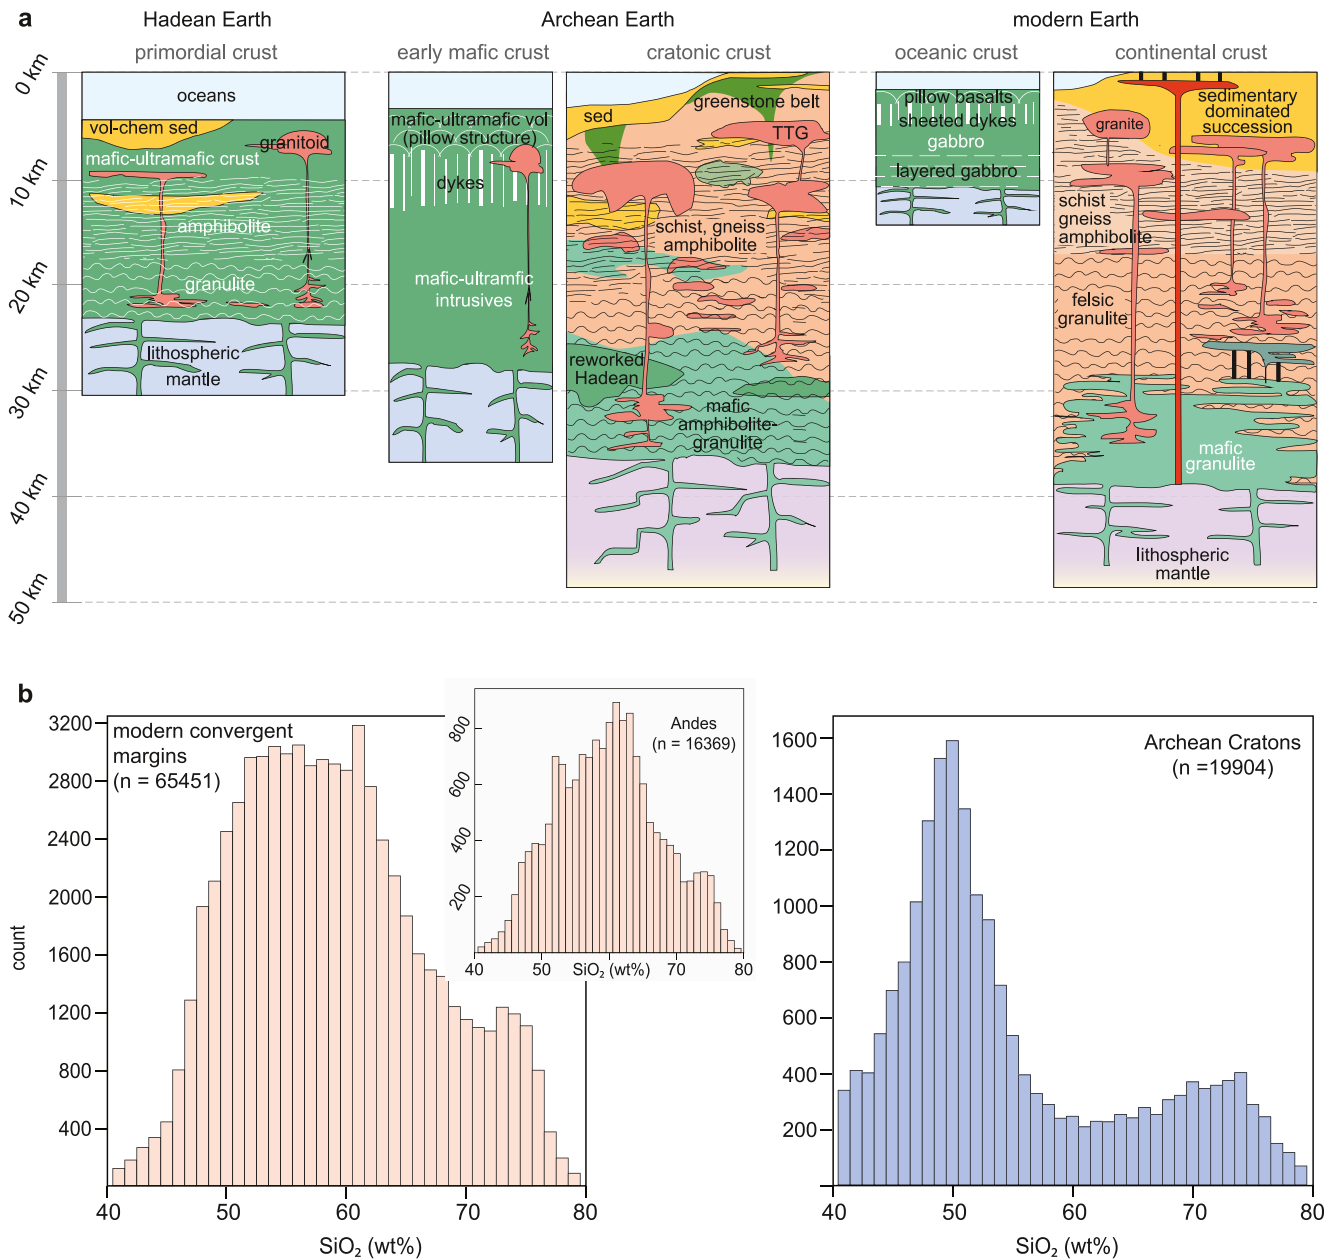 a
Hadean Earth
Archean Earth
modern Earth
primordial crust
early mafic crust
cratonic crust
oceanic crust
continental crust
0 km
10 km
20 km
30 km
40 km
50 km
oceans
vol-chem sed
granitoid
mafic-ultramafic crust
amphibolite
granulite
lithospheric
mantle
mafic-ultramafic vol
(pillow structure)
dykes
mafic-ultramfic
intrusives
sed
greenstone belt
TTG
schist, gneiss
amphibolite
reworked
Hadean
mafic
amphibolite-
granulite
pillow basalts
sheeted dykes
gabbro
layered gabbro
granite
sedimentary
dominated
succession
schist
gneiss
amphibolite
felsic
granulite
mafic
granulite
lithospheric
mantle
b
3200
2800
2400
2000
1600
1200
800
400
count
modern convergent
margins
(n = 65451)
40
50
60
70
80
SiO₂ (wt%)
800
600
400
200
Andes
(n = 16369)
40
50
70
80
SiO₂ (wt%)
1600
1400
1200
1000
800
600
400
200
Archean Cratons
(n =19904)
40
50
60
70
80
SiO₂ (wt%)